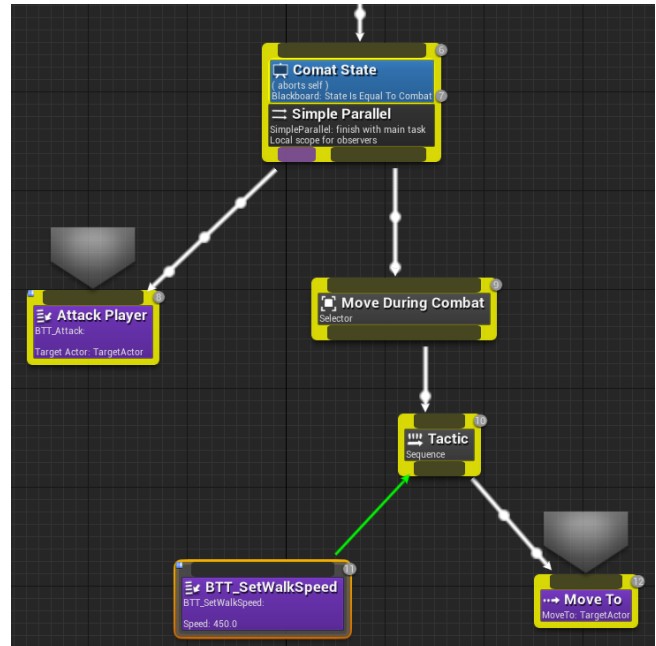 6
Comat State
( aborts self )
Blackboard: State Is Equal To Combat
7
Simple Parallel
SimpleParallel: finish with main task
Local scope for observers
8
Attack Player
BTT_Attack:
Target Actor: TargetActor
9
Move During Combat
Selector
10
Tactic
Sequence
11
BTT_SetWalkSpeed
BTT_SetWalkSpeed:
Speed: 450.0
12
Move To
MoveTo: TargetActor